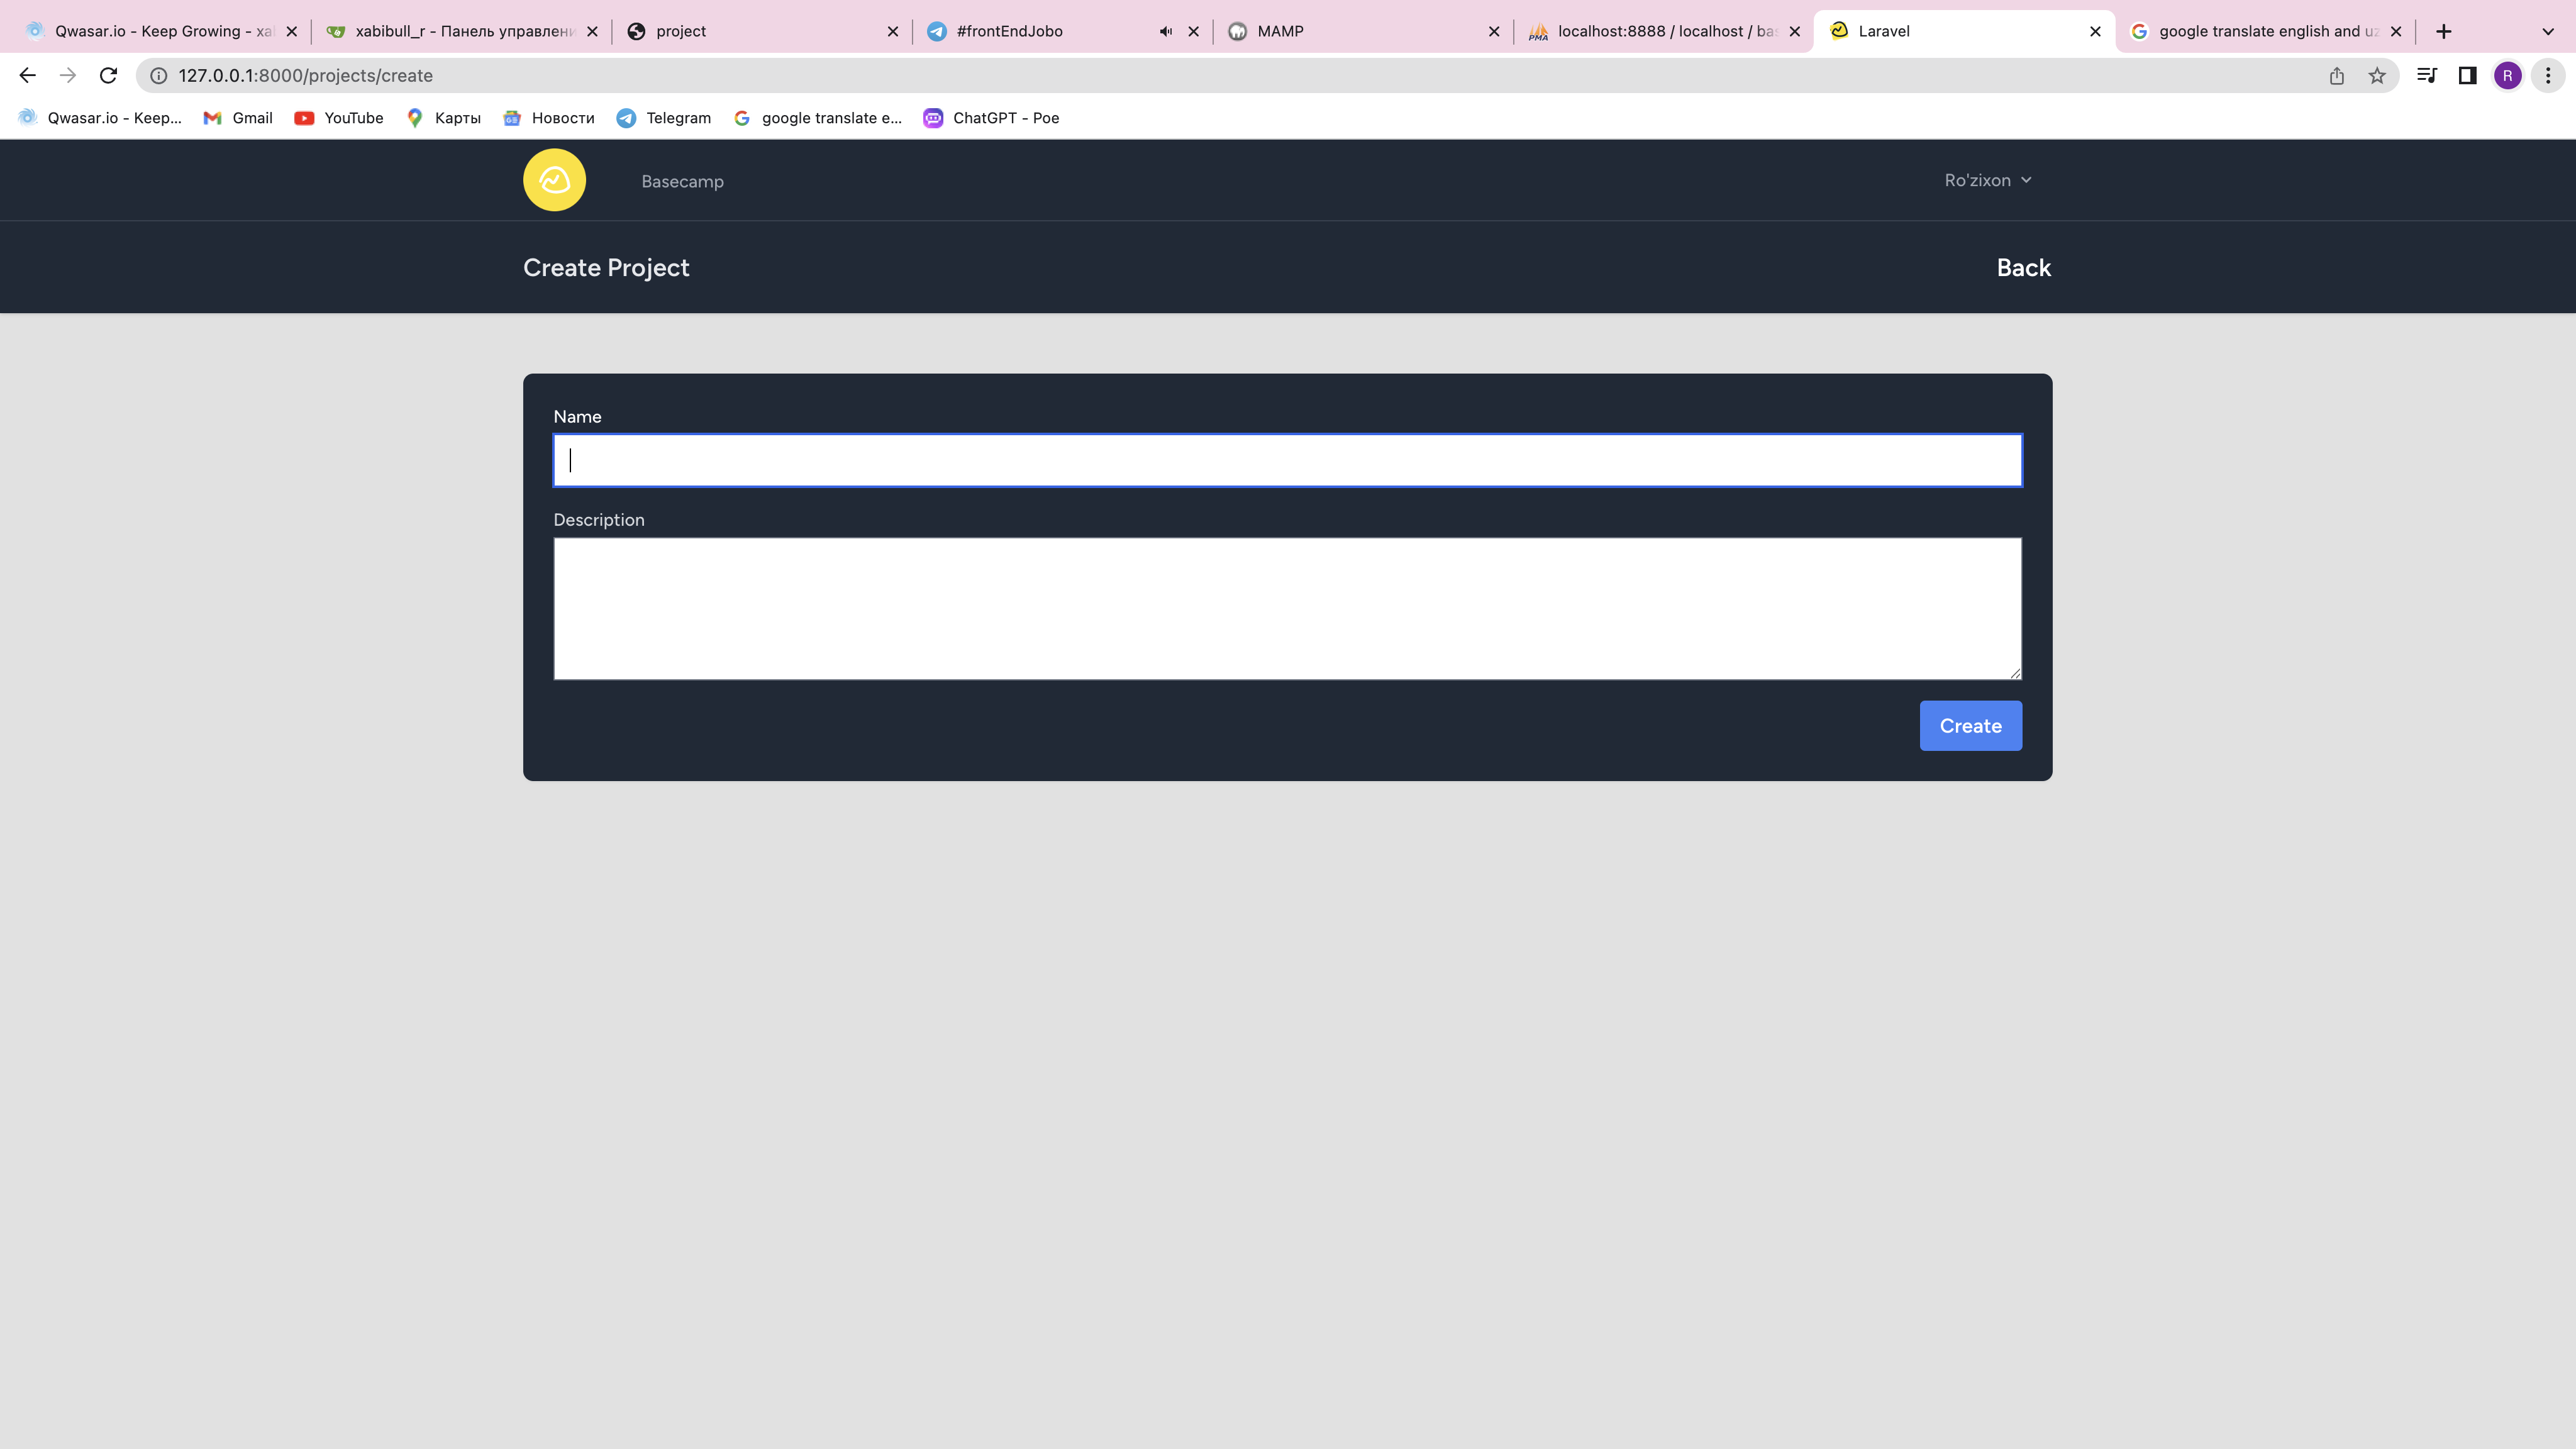 Qwasar.io - Keep Growing - xa
xabibull_r - Панель управлени
project
#frontEndJobo
MAMP
PMA
localhost:8888 / localhost / ba
Laravel
google translate english and uz
127.0.0.1:8000/projects/create
R
Qwasar.io - Keep...
Gmail
YouTube
Карты
Новости
Telegram
google translate e...
ChatGPT - Poe
Basecamp
Ro'zixon
Create Project
Back
Name
Description
Create